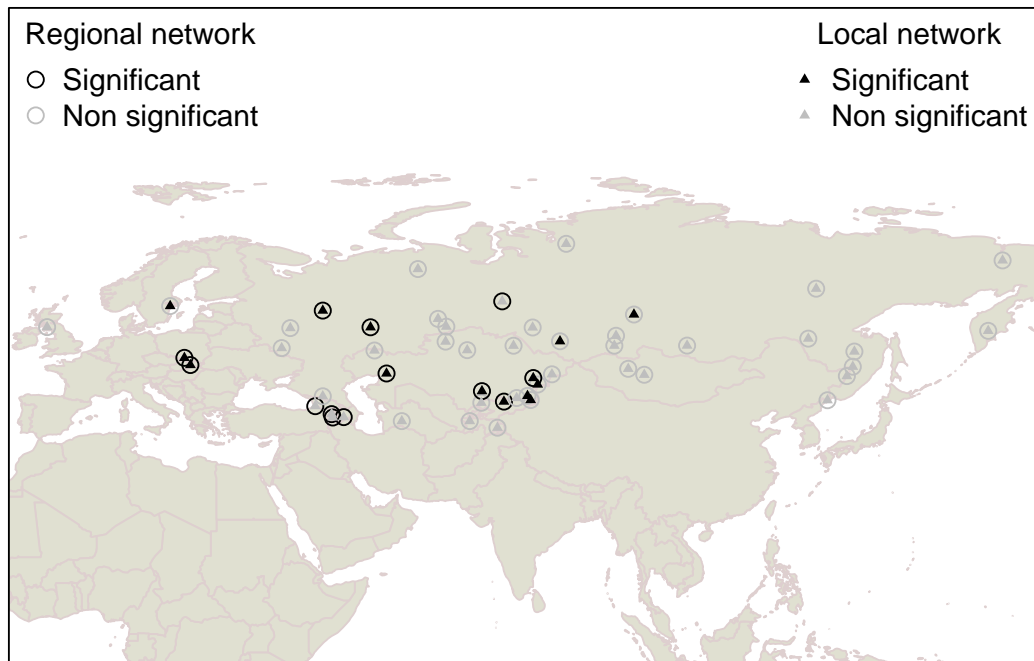 Regional network
Significant
Non significant
Local network
Significant
Non significant